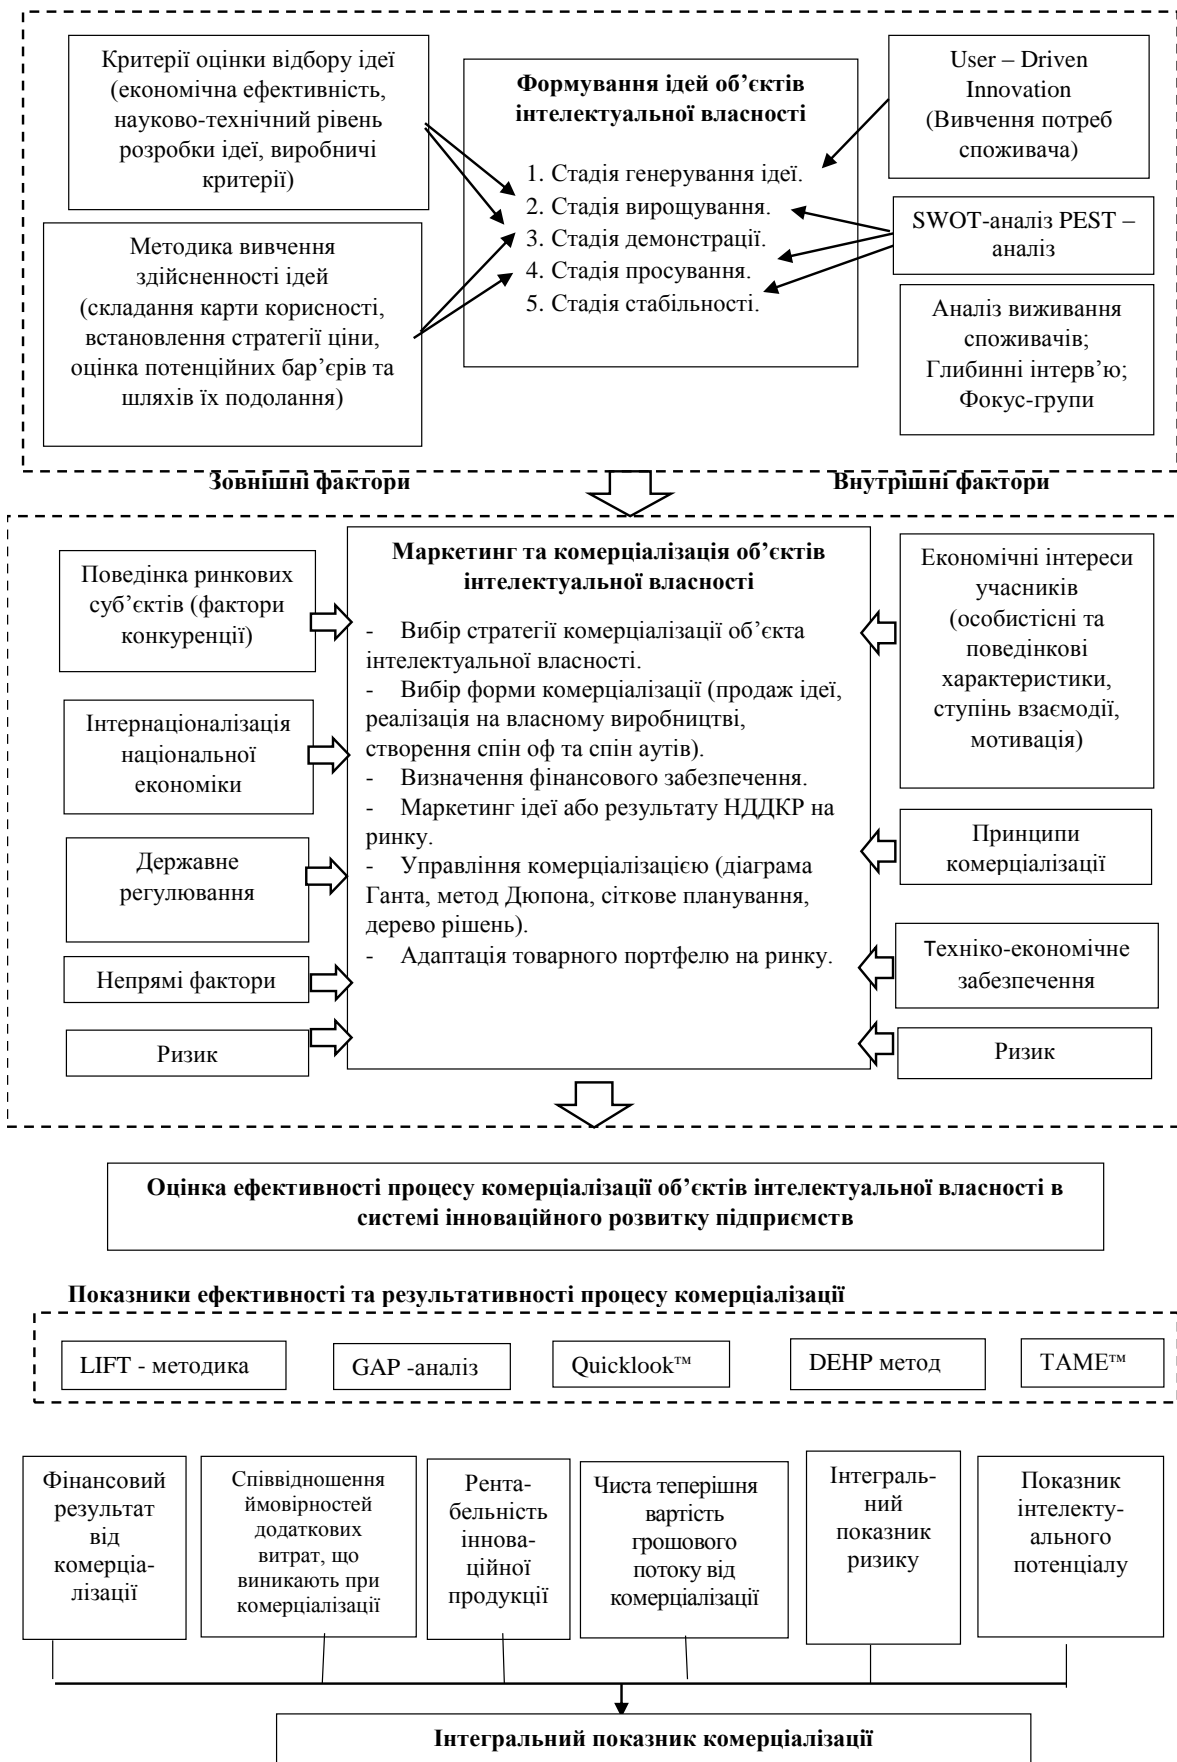 Критерії оцінки відбору ідеї
(економічна ефективність,
науково-технічний рівень
розробки ідеї, виробничі
критерії)
Методика вивчення
здійсненності ідей
(складання карти корисності,
встановлення стратегії ціни,
оцінка потенційних бар’єрів та
шляхів їх подолання)
Формування ідей об’єктів
інтелектуальної власності
1. Стадія генерування ідеї.
2. Стадія вирощування.
3. Стадія демонстрації.
4. Стадія просування.
5. Стадія стабільності.
User – Driven
Innovation
(Вивчення потреб
споживача)
SWOT-аналіз PEST –
аналіз
Аналіз виживання
споживачів;
Глибинні інтерв’ю;
Фокус-групи
Зовнішні фактори
Внутрішні фактори
Поведінка ринкових
суб’єктів (фактори
конкуренції)
Інтернаціоналізація
національної
економіки
Державне
регулювання
Непрямі фактори
Ризик
Маркетинг та комерціалізація об’єктів
інтелектуальної власності
- Вибір стратегії комерціалізації об’єкта
інтелектуальної власності.
- Вибір форми комерціалізації (продаж ідеї,
реалізація на власному виробництві,
створення спін оф та спін аутів).
- Визначення фінансового забезпечення.
- Маркетинг ідеї або результату НДДКР на
ринку.
- Управління комерціалізацією (діаграма
Ганта, метод Дюпона, сіткове планування,
дерево рішень).
- Адаптація товарного портфелю на ринку.
Економічні інтереси
учасників
(особистісні та
поведінкові
характеристики,
ступінь взаємодії,
мотивація)
Принципи
комерціалізації
Техніко-економічне
забезпечення
Ризик
Оцінка ефективності процесу комерціалізації об’єктів інтелектуальної власності в
системі інноваційного розвитку підприємств
Показники ефективності та результативності процесу комерціалізації
LIFT - методика
GAP -аналіз
Quicklook™
DEHP метод
TAME™
Фінансовий
результат
від
комерціа-
лізації
Співвідношення
ймовірностей
додаткових
витрат, що
виникають при
комерціалізації
Рента-
бельність
іннова-
ційної
продукції
Чиста теперішня
вартість
грошового
потоку від
комерціалізації
Інтеграль-
ний
показник
ризику
Показник
інтелекту-
ального
потенціалу
Інтегральний показник комерціалізації